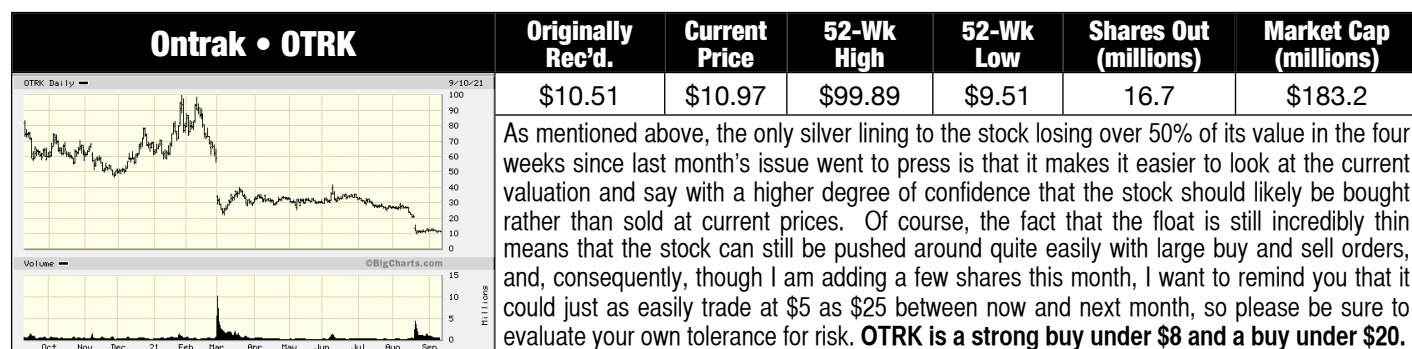 Ontrak • OTRK
Originally Rec'd.
Current Price
52-Wk High
52-Wk Low
Shares Out (millions)
Market Cap (millions)
$10.51
$10.97
$99.89
$9.51
16.7
$183.2
OTRK Daily
9/10/21
100
90
80
70
60
50
40
30
20
10
0
Volume
©BigCharts.com
15
10
5
0
Millions
Oct Nov Dec 21 Feb Mar Apr May Jun Jul Aug Sep
As mentioned above, the only silver lining to the stock losing over 50% of its value in the four
weeks since last month's issue went to press is that it makes it easier to look at the current
valuation and say with a higher degree of confidence that the stock should likely be bought
rather than sold at current prices. Of course, the fact that the float is still incredibly thin
means that the stock can still be pushed around quite easily with large buy and sell orders,
and, consequently, though I am adding a few shares this month, I want to remind you that it
could just as easily trade at $5 as $25 between now and next month, so please be sure to
evaluate your own tolerance for risk. OTRK is a strong buy under $8 and a buy under $20.